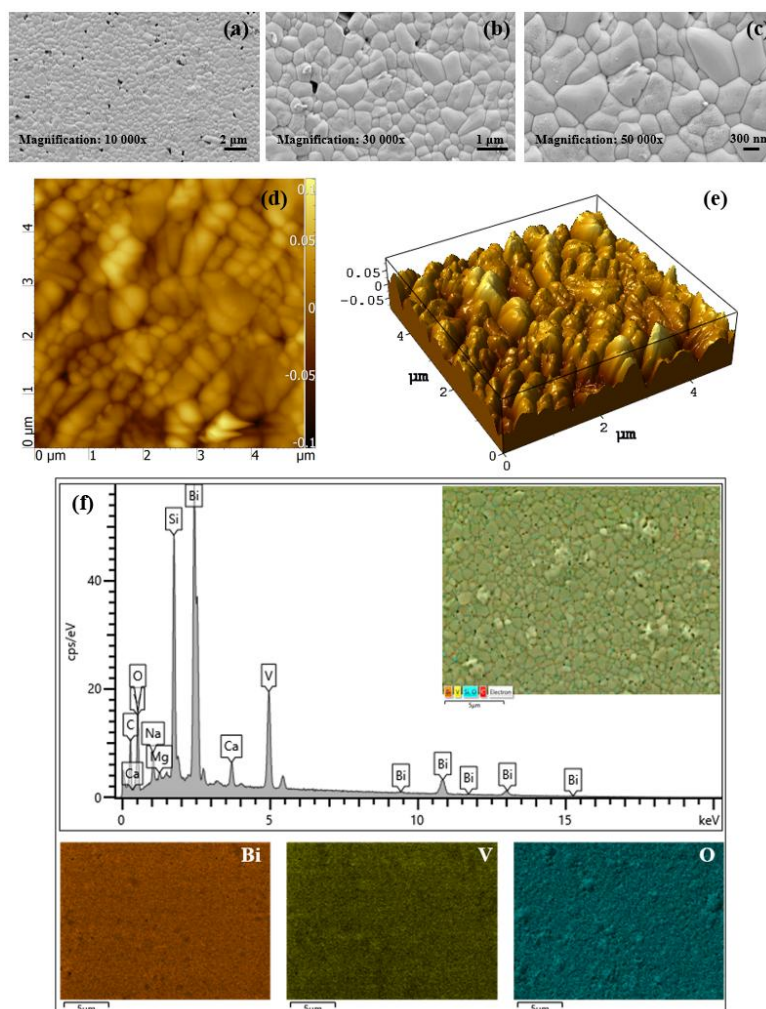 (a)
Magnification: 10 000x
2 µm
(b)
Magnification: 30 000x
1 µm
(c)
Magnification: 50 000x
300 nm
(d)
4
3
2
1
0 µm
0 µm 1 2 3 4 µm
0.05
0
-0.05
-0.1
(e)
0.05
0
-0.05
4
2
0
µm
0
2
4
µm
(f)
cps/eV
40
20
0
C
O
Ca
Na
Mg
Si
Bi
Ca
V
Bi
Bi
Bi
Bi
Bi
0 5 10 15 keV
V
Electron
5µm
Bi
5µm
V
5µm
O
5µm